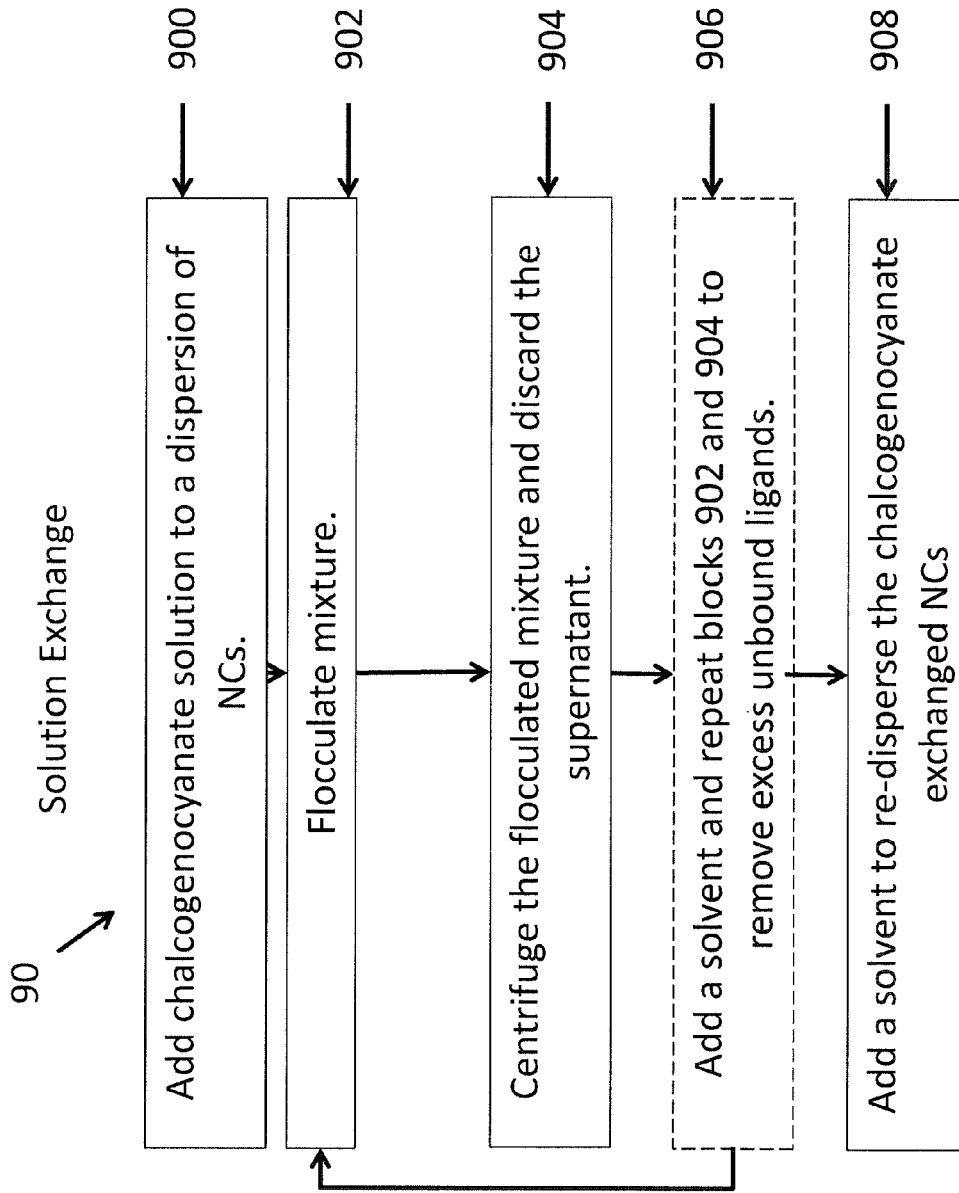 90
Solution Exchange
Add chalcogenocyanate solution to a dispersion of
NCs.
900
Flocculate mixture.
902
Centrifuge the flocculated mixture and discard the
supernatant.
904
Add a solvent and repeat blocks 902 and 904 to
remove excess unbound ligands.
906
Add a solvent to re-disperse the chalcogenocyanate
exchanged NCs
908